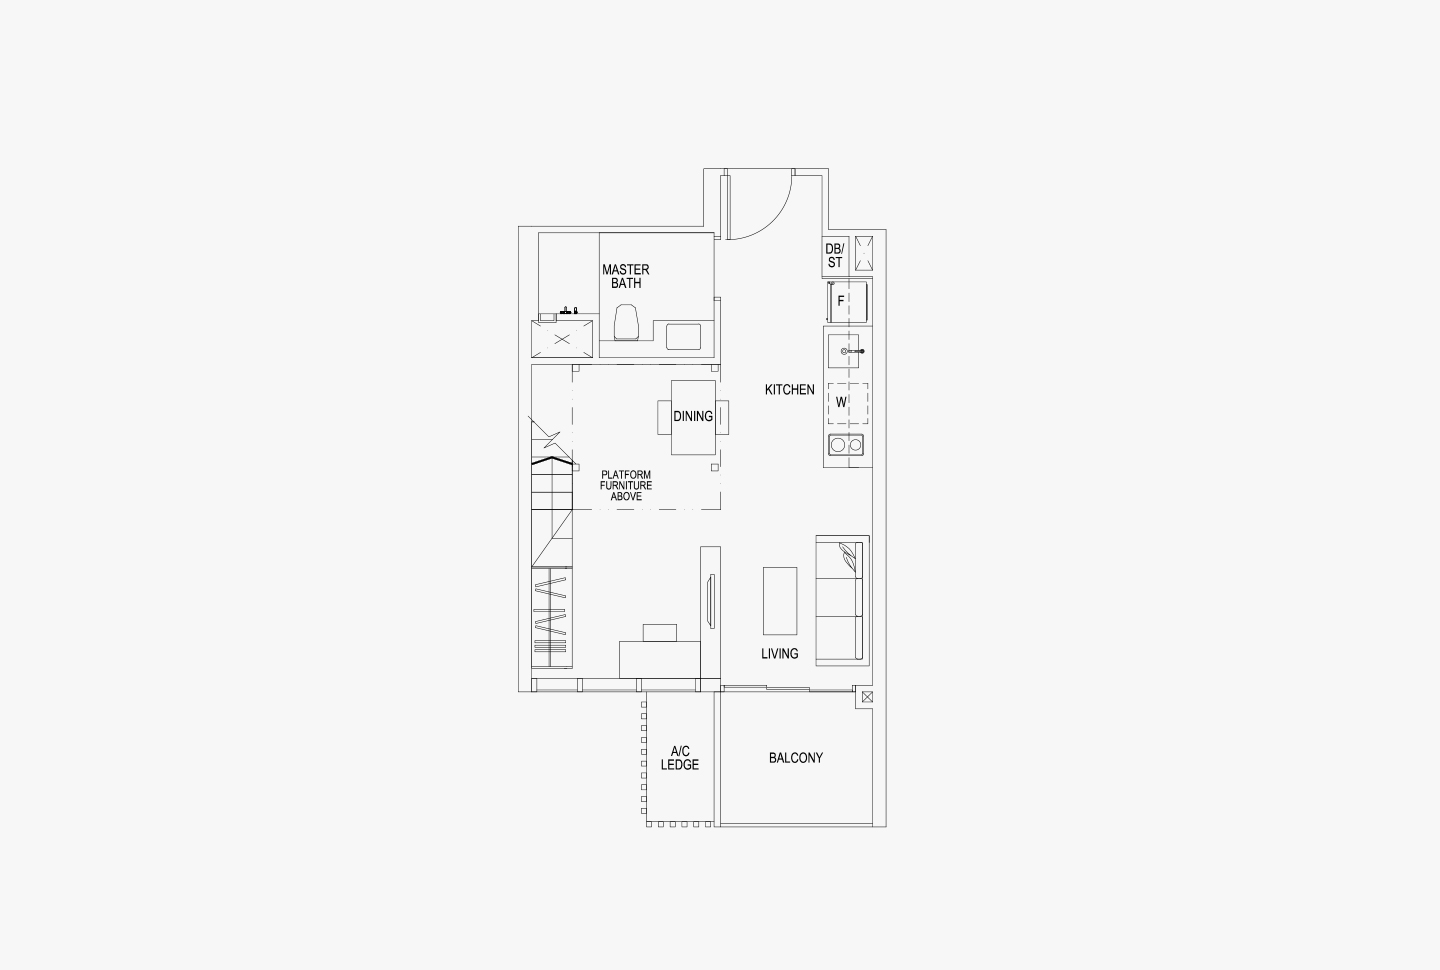 DB/
ST
MASTER
BATH
F
KITCHEN
W
DINING
PLATFORM
FURNITURE
ABOVE
LIVING
A/C
LEDGE
BALCONY